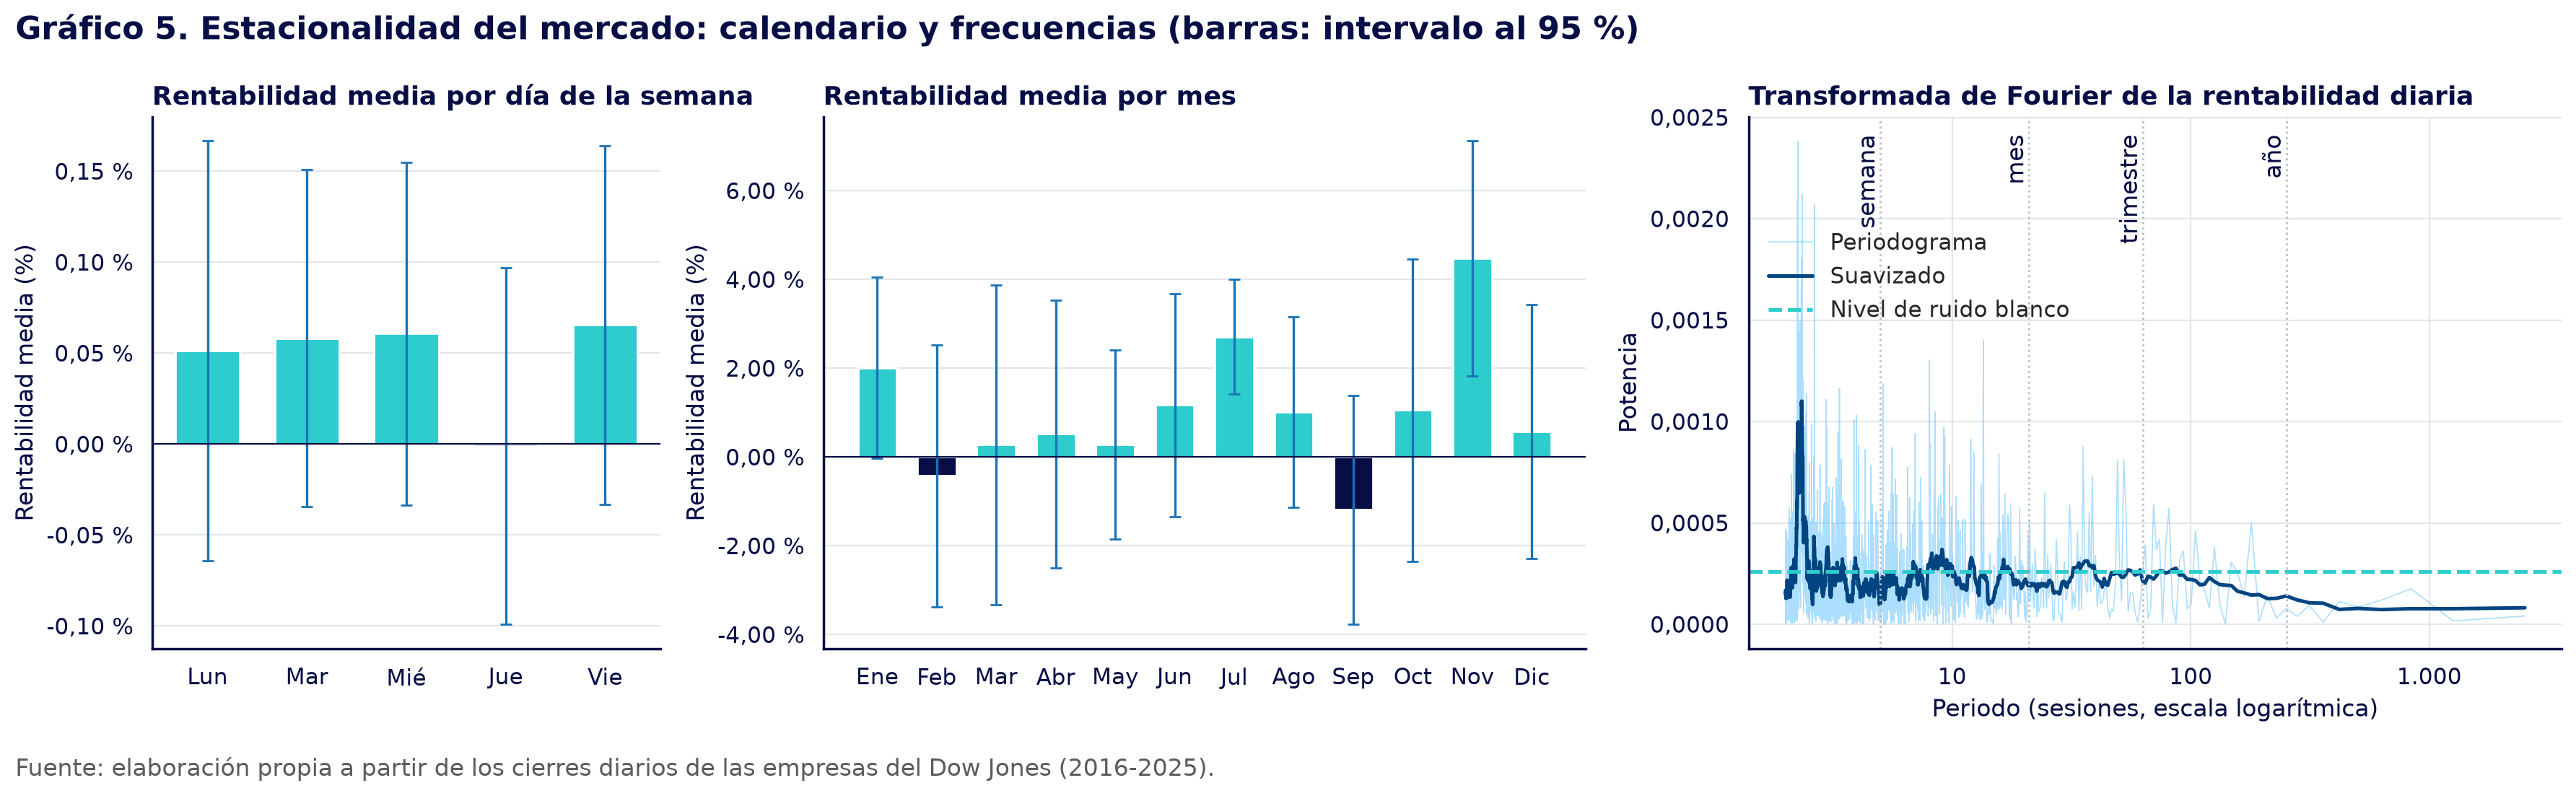 Gráfico 5. Estacionalidad del mercado: calendario y frecuencias (barras: intervalo al 95 %)
Rentabilidad media por día de la semana
Rentabilidad media (%)
0,15 %
0,10 %
0,05 %
0,00 %
-0,05 %
-0,10 %
Lun Mar Mié Jue Vie
Rentabilidad media por mes
Rentabilidad media (%)
6,00 %
4,00 %
2,00 %
0,00 %
-2,00 %
-4,00 %
Ene Feb Mar Abr May Jun Jul Ago Sep Oct Nov Dic
Transformada de Fourier de la rentabilidad diaria
Potencia
0,0025
0,0020
0,0015
0,0010
0,0005
0,0000
semana
mes
trimestre
año
Periodograma
Suavizado
Nivel de ruido blanco
10 100 1.000
Periodo (sesiones, escala logarítmica)
Fuente: elaboración propia a partir de los cierres diarios de las empresas del Dow Jones (2016-2025).